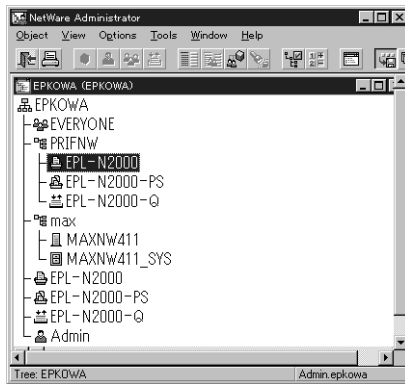 NetWare Administrator
Object View Options Tools Window Help
EPKOWA (EPKOWA)
EPKOWA
EVERYONE
PRIFNW
EPL-N2000
EPL-N2000-PS
EPL-N2000-Q
max
MAXNW411
MAXNW411_SYS
EPL-N2000
EPL-N2000-PS
EPL-N2000-Q
Admin
Tree: EPKOWA Admin.epkowa